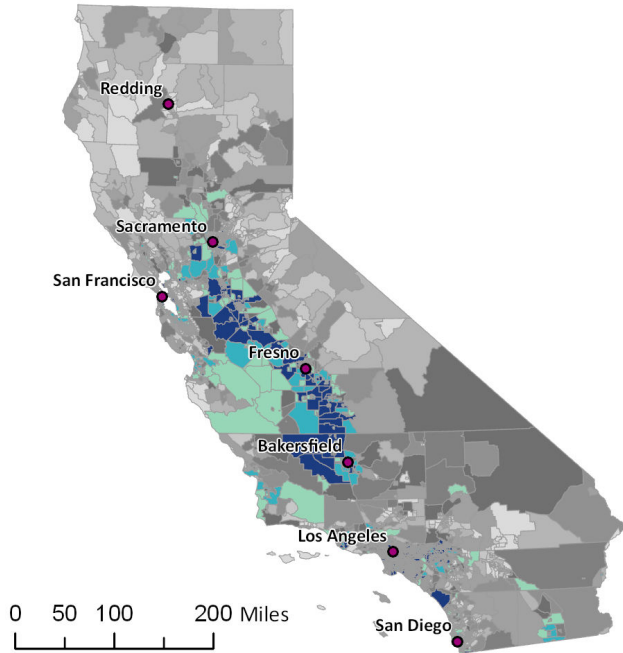 Redding
Sacramento
San Francisco
Fresno
Bakersfield
Los Angeles
San Diego
0 50 100 200 Miles